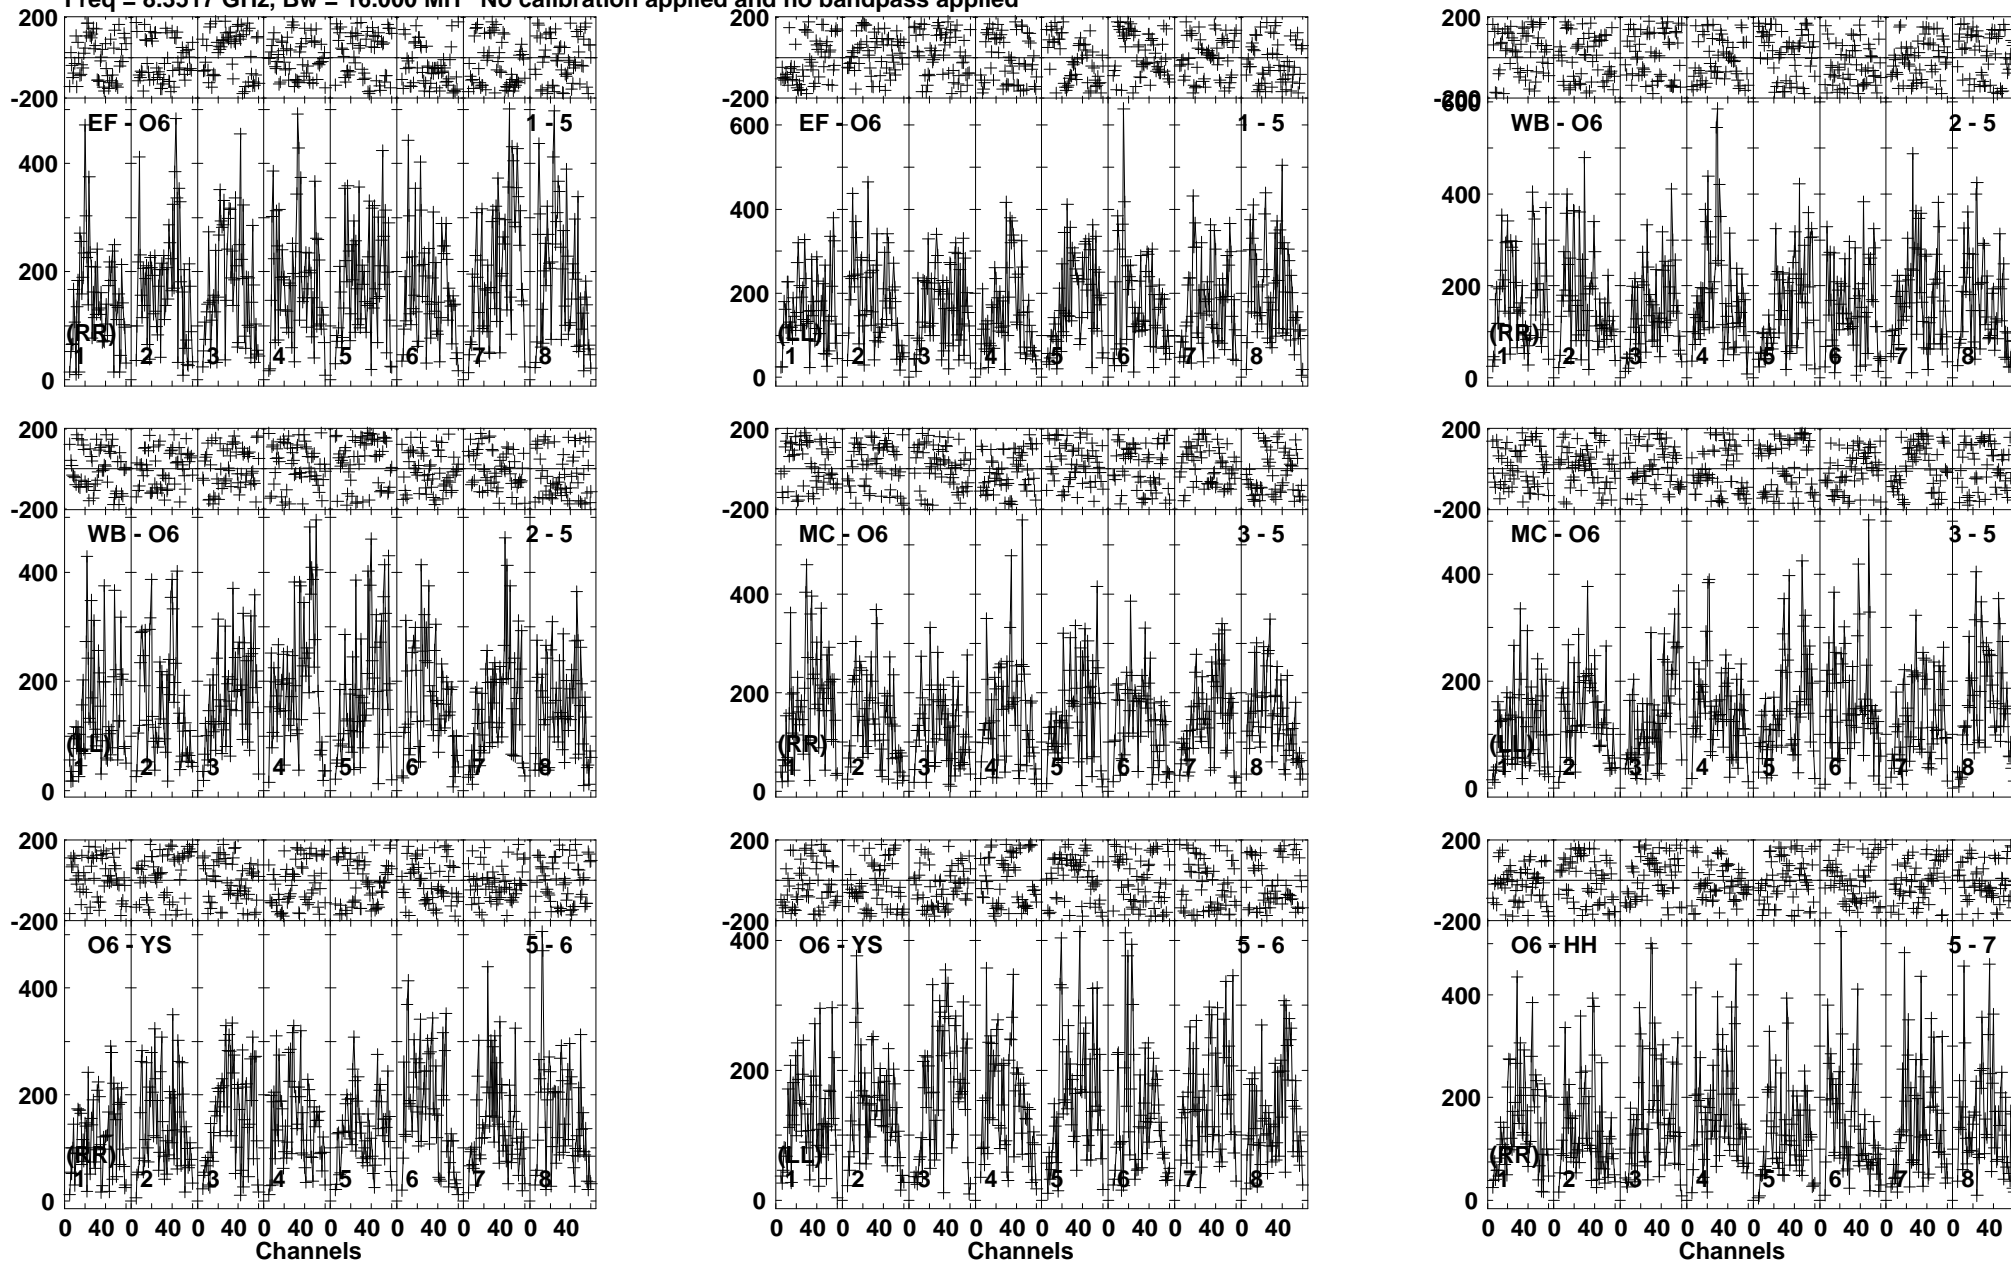 Freq = 8.3517 GHz, Bw = 16.000 MH No calibration applied and no bandpass applied
200 200 200
-200 -200 -200
EF - O6 1 - 5 EF - O6 1 - 5 WB - O6 2 - 5
600 600
400 400 400
200 200 200
(RR) (LL) (RR)
1 2 3 4 5 6 7 8 1 2 3 4 5 6 7 8 1 2 3 4 5 6 7 8
0 0 0
200 200 200
-200 -200 -200
WB - O6 2 - 5 MC - O6 3 - 5 MC - O6 3 - 5
400 400 400
200 200 200
(LL) (RR) (LL)
1 2 3 4 5 6 7 8 1 2 3 4 5 6 7 8 1 2 3 4 5 6 7 8
0 0 0
200 200 200
-200 -200 -200
O6 - YS 5 - 6 O6 - YS 5 - 6 O6 - HH 5 - 7
400 400 400
200 200 200
(RR) (LL) (RR)
1 2 3 4 5 6 7 8 1 2 3 4 5 6 7 8 1 2 3 4 5 6 7 8
0 0 0
0 40 0 40 0 40 0 40 0 40 0 40 0 40 0 40 0 40 0 40 0 40 0 40 0 40 0 40 0 40 0 40 0 40 0 40 0 40 0 40 0 40 0 40 0 40 0 40
Channels Channels Channels